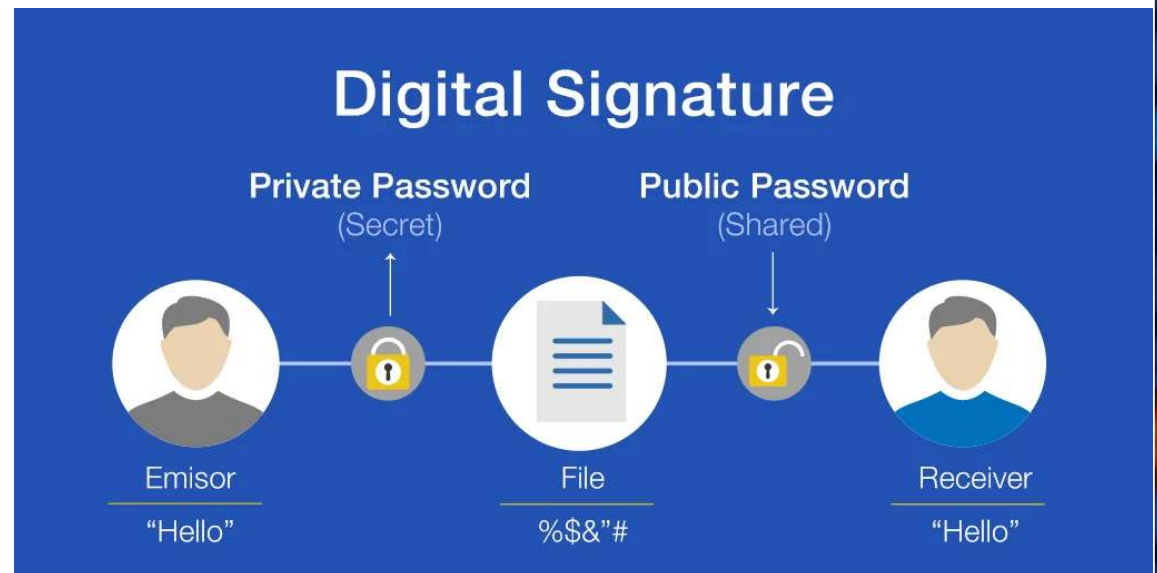 Digital Signature
Private Password
(Secret)
Public Password
(Shared)
Emisor
File
Receiver
“Hello”
%$&”#
“Hello”